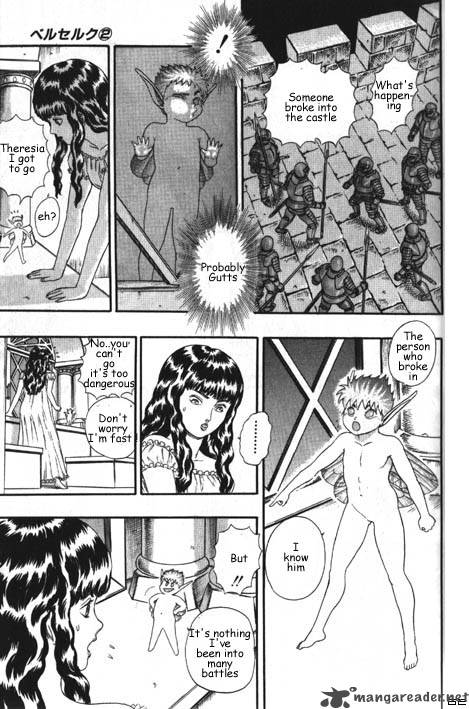 ベルセルク②
What's
happen-
ing
Someone
broke into
the castle
!
Probably
Gutts
Theresia
I got
to go
eh?
The
person
who
broke
in
I
know
him
.........
No..you
can't
go
it's too
dangerous
Don't
worry
I'm fast!
But
!!
It's nothing
I've
been into
many
battles
mangareader.net